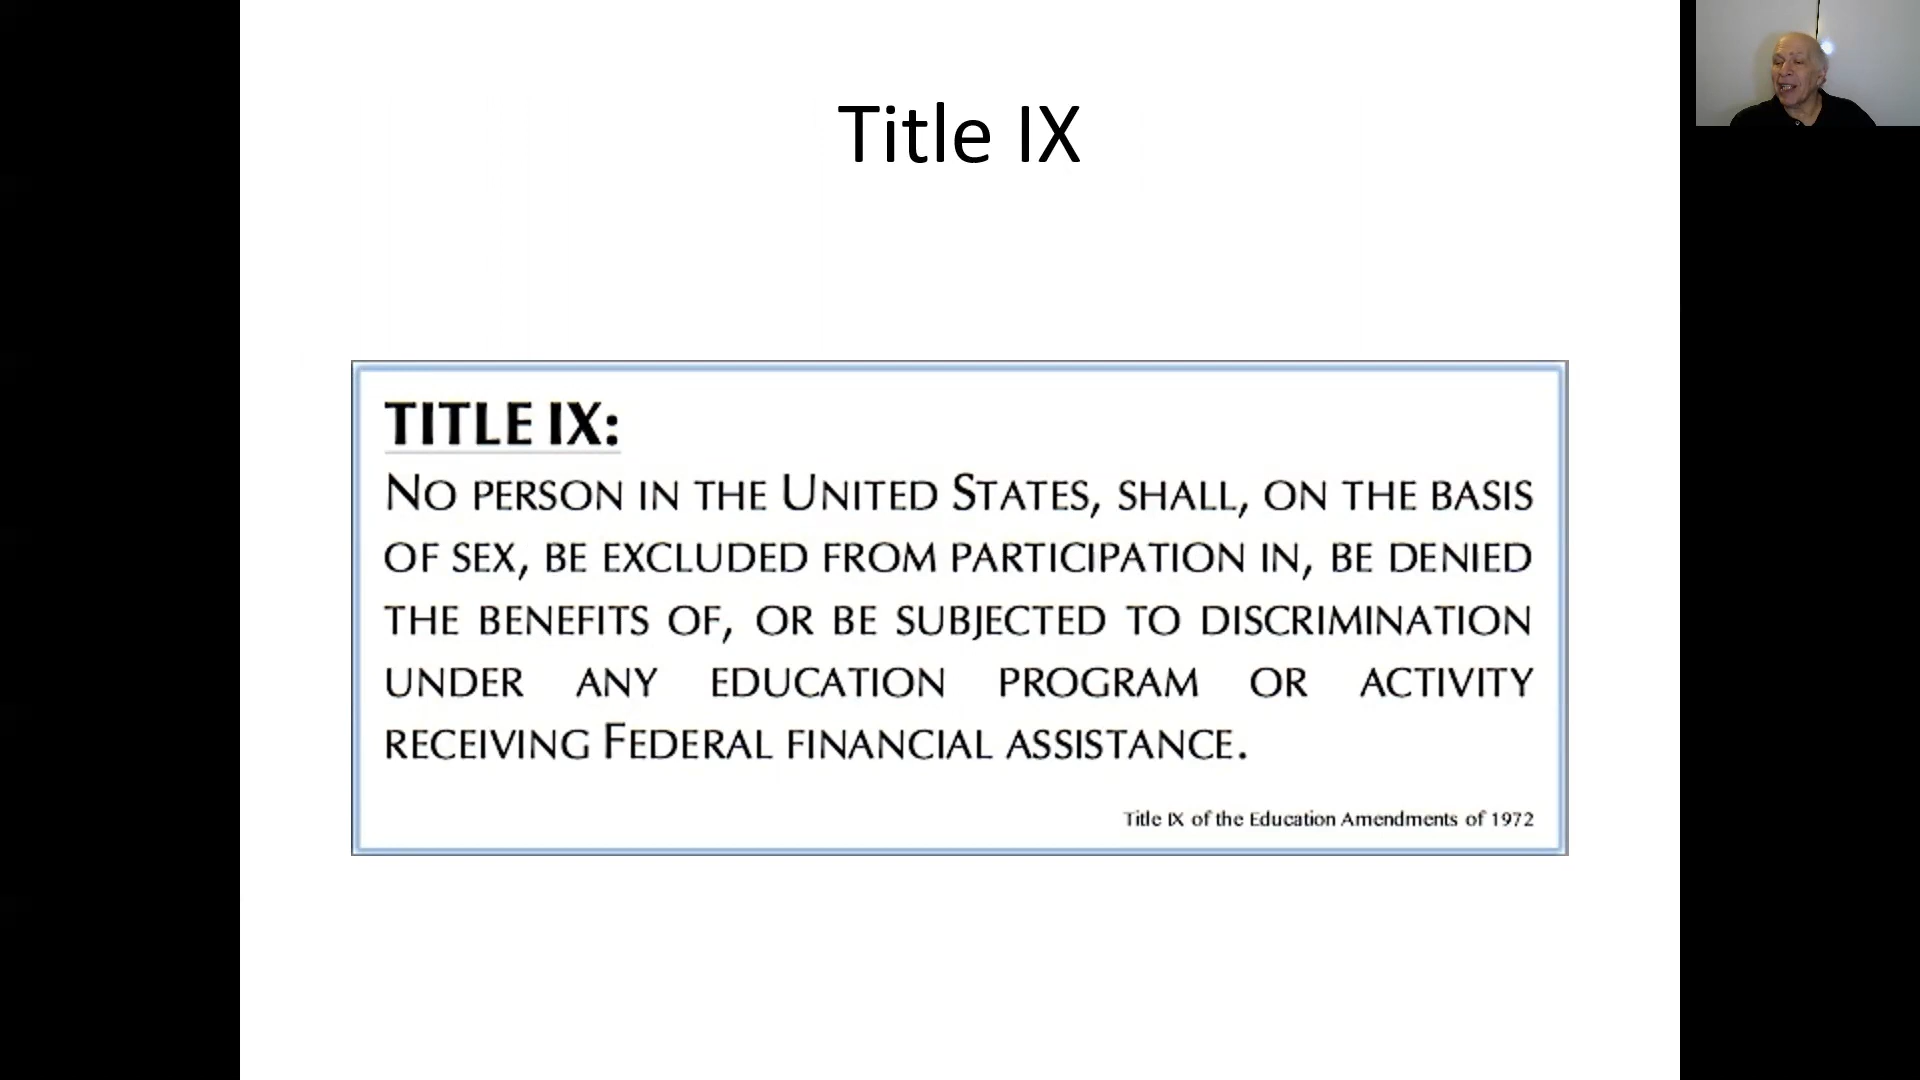 Title IX
TITLE IX:
NO PERSON IN THE UNITED STATES, SHALL, ON THE BASIS
OF SEX, BE EXCLUDED FROM PARTICIPATION IN, BE DENIED
THE BENEFITS OF, OR BE SUBJECTED TO DISCRIMINATION
UNDER ANY EDUCATION PROGRAM OR ACTIVITY
RECEIVING FEDERAL FINANCIAL ASSISTANCE.
Title IX of the Education Amendments of 1972